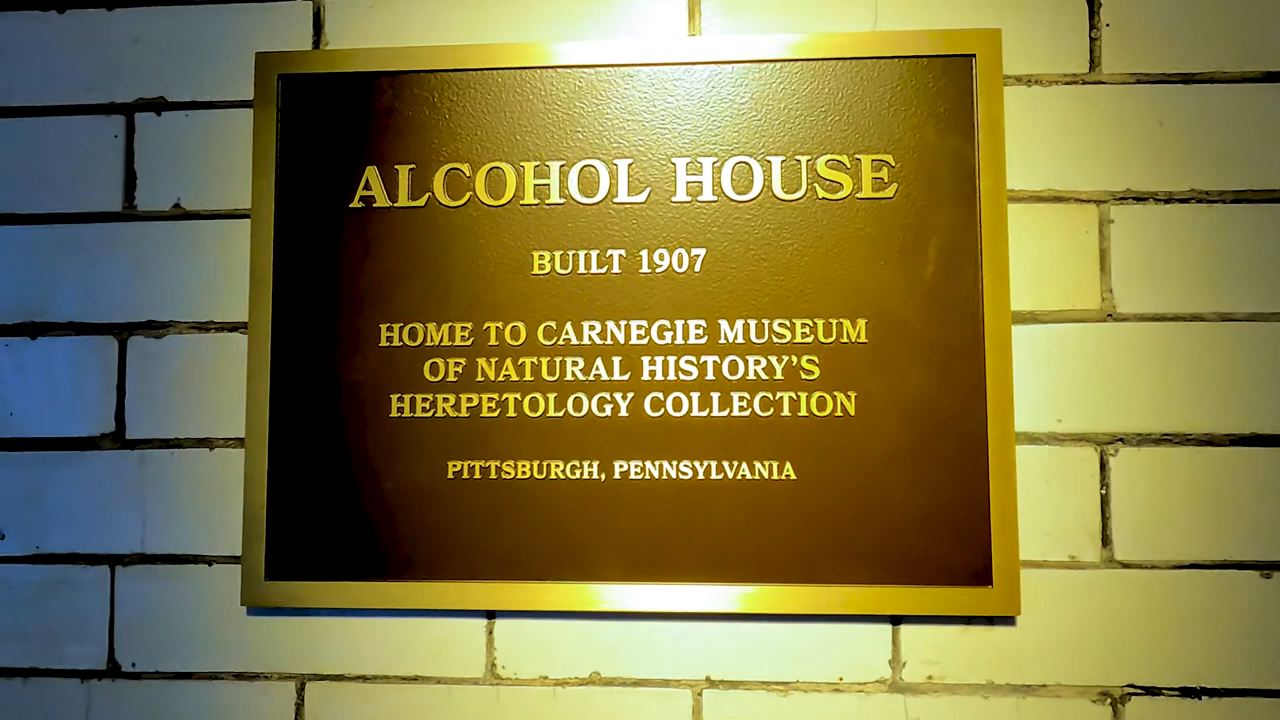 ALCOHOL HOUSE
BUILT 1907
HOME TO CARNEGIE MUSEUM
OF NATURAL HISTORY'S
HERPETOLOGY COLLECTION
PITTSBURGH, PENNSYLVANIA